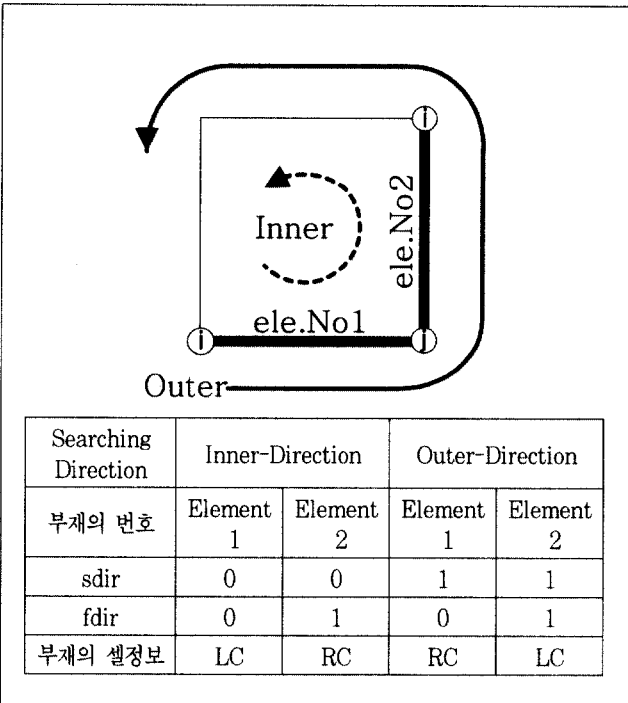 i
Inner
ele.No2
ele.No1
i
j
Outer
Searching Direction
Inner-Direction
Outer-Direction
부재의 번호
Element 1
Element 2
Element 1
Element 2
sdir
0
0
1
1
fdir
0
1
0
1
부재의 셀정보
LC
RC
RC
LC